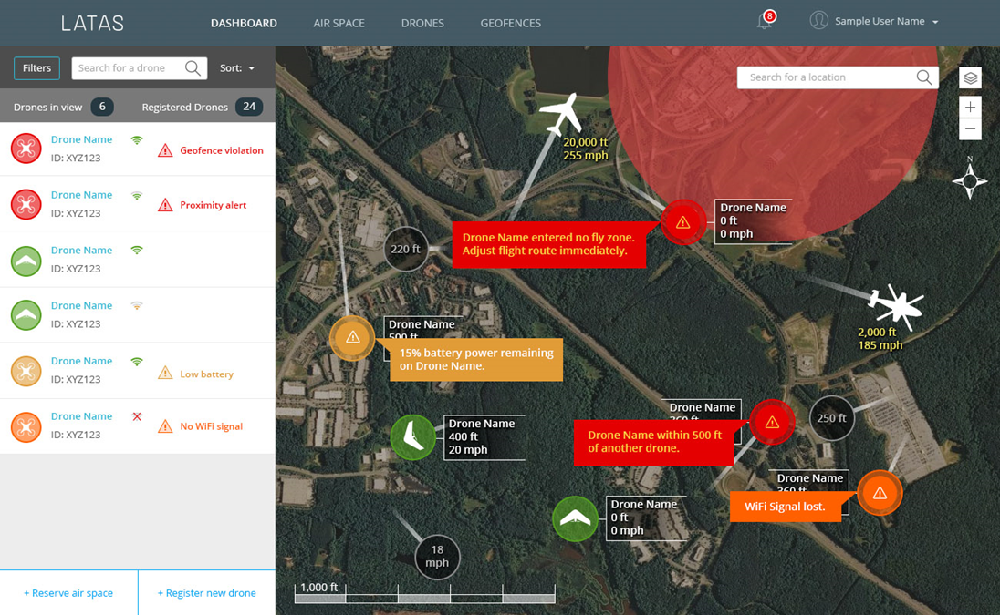 LATAS
DASHBOARD
AIR SPACE
DRONES
GEOFENCES
8
Sample User Name
Filters
Search for a drone
Sort:
Drones in view 6
Registered Drones 24
Drone Name
ID: XYZ123
Geofence violation
Drone Name
ID: XYZ123
Proximity alert
Drone Name
ID: XYZ123
Drone Name
ID: XYZ123
Drone Name
ID: XYZ123
Low battery
Drone Name
ID: XYZ123
No WiFi signal
+ Reserve air space
+ Register new drone
Search for a location
+
−
N
20,000 ft
255 mph
Drone Name
0 ft
0 mph
Drone Name entered no fly zone.
Adjust flight route immediately.
220 ft
2,000 ft
185 mph
Drone Name
500 ft
15% battery power remaining
on Drone Name.
Drone Name
400 ft
20 mph
Drone Name
Drone Name within 500 ft
of another drone.
250 ft
Drone Name
WiFi Signal lost.
Drone Name
0 ft
0 mph
18
mph
1,000 ft